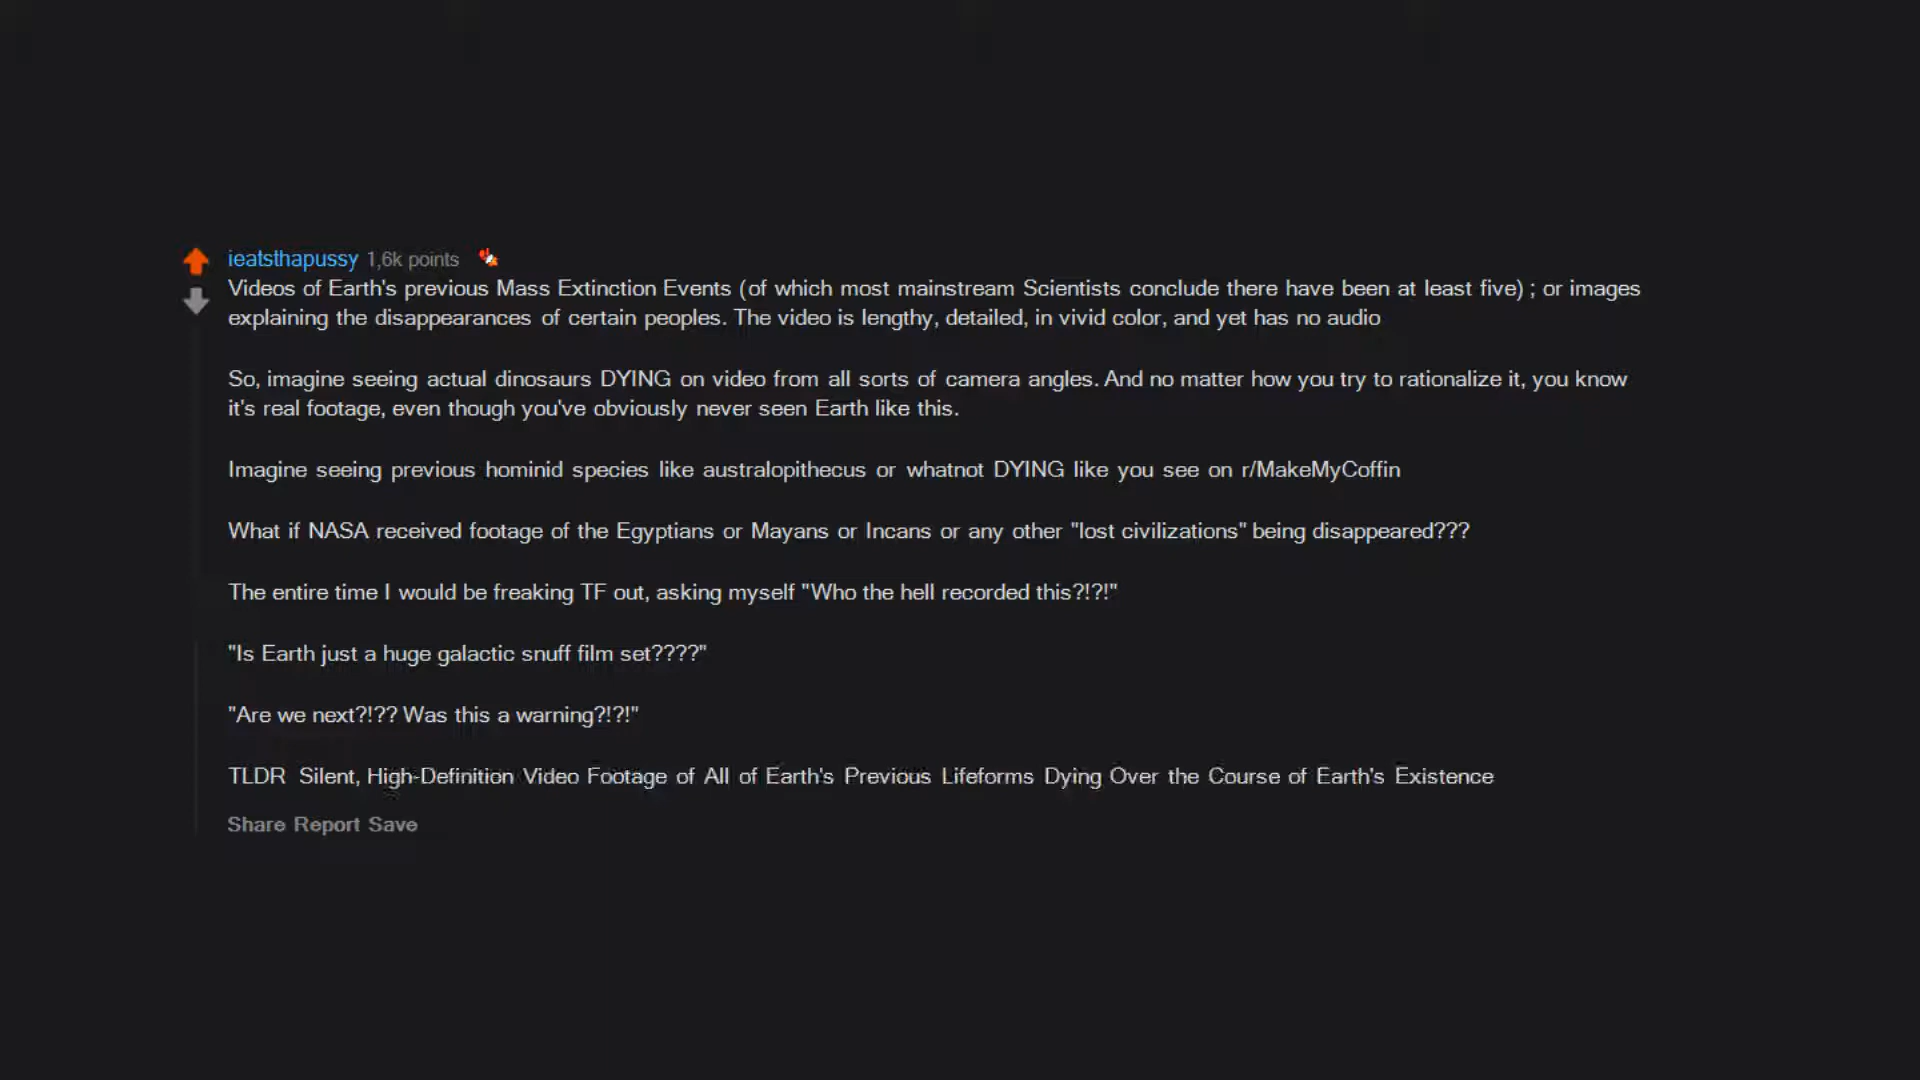 ieatsthapussy 1,6k points
Videos of Earth's previous Mass Extinction Events (of which most mainstream Scientists conclude there have been at least five) ; or images
explaining the disappearances of certain peoples. The video is lengthy, detailed, in vivid color, and yet has no audio
So, imagine seeing actual dinosaurs DYING on video from all sorts of camera angles. And no matter how you try to rationalize it, you know
it's real footage, even though you've obviously never seen Earth like this.
Imagine seeing previous hominid species like australopithecus or whatnot DYING like you see on r/MakeMyCoffin
What if NASA received footage of the Egyptians or Mayans or Incans or any other "lost civilizations" being disappeared???
The entire time I would be freaking TF out, asking myself "Who the hell recorded this?!?!"
"Is Earth just a huge galactic snuff film set????"
"Are we next?!?? Was this a warning?!?!"
TLDR Silent, High-Definition Video Footage of All of Earth's Previous Lifeforms Dying Over the Course of Earth's Existence
Share Report Save